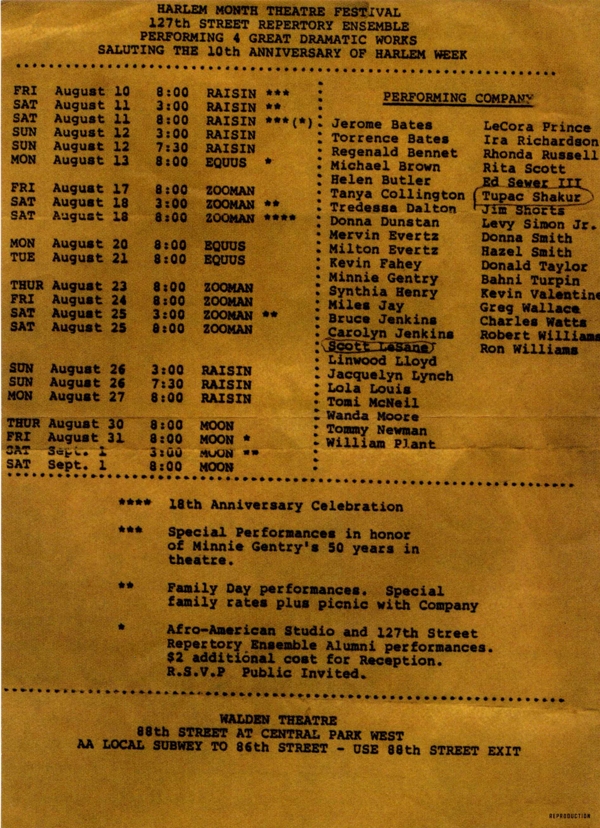 HARLEM MONTH THEATRE FESTIVAL
127th STREET REPERTORY ENSEMBLE
PERFORMING 4 GREAT DRAMATIC WORKS
SALUTING THE 10th ANNIVERSARY OF HARLEM WEEK
FRI August 10 8:00 RAISIN ***
SAT August 11 3:00 RAISIN **
SAT August 11 8:00 RAISIN ***(*)
SUN August 12 3:00 RAISIN
SUN August 12 7:30 RAISIN
MON August 13 8:00 EQUUS *
FRI August 17 8:00 ZOOMAN
SAT August 18 3:00 ZOOMAN **
SAT August 18 8:00 ZOOMAN ****
MON August 20 8:00 EQUUS
TUE August 21 8:00 EQUUS
THUR August 23 8:00 ZOOMAN
FRI August 24 8:00 ZOOMAN
SAT August 25 3:00 ZOOMAN **
SAT August 25 8:00 ZOOMAN
SUN August 26 3:00 RAISIN
SUN August 26 7:30 RAISIN
MON August 27 8:00 RAISIN
THUR August 30 8:00 MOON
FRI August 31 8:00 MOON *
SAT Sept. 1 3:00 MOON **
SAT Sept. 1 8:00 MOON
PERFORMING COMPANY
Jerome Bates
Torrence Bates
Regenald Bennet
Michael Brown
Helen Butler
Tanya Collington
Tredessa Dalton
Donna Dunstan
Mervin Evertz
Milton Evertz
Kevin Fahey
Minnie Gentry
Synthia Henry
Miles Jay
Bruce Jenkins
Carolyn Jenkins
Scott LeSane
Linwood Lloyd
Jacquelyn Lynch
Lola Louis
Tomi McNeil
Wanda Moore
Tommy Newman
William Plant
LeCora Prince
Ira Richardson
Rhonda Russell
Rita Scott
Ed Sewer III
Tupac Shakur
Jim Shorts
Levy Simon Jr.
Donna Smith
Hazel Smith
Donald Taylor
Bahni Turpin
Kevin Valentine
Greg Wallace
Charles Watts
Robert Williams
Ron Williams
**** 18th Anniversary Celebration
*** Special Performances in honor
of Minnie Gentry's 50 years in
theatre.
** Family Day performances. Special
family rates plus picnic with Company
* Afro-American Studio and 127th Street
Repertory Ensemble Alumni performances.
$2 additional cost for Reception.
R.S.V.P Public Invited.
WALDEN THEATRE
88th STREET AT CENTRAL PARK WEST
AA LOCAL SUBWEY TO 86th STREET - USE 88th STREET EXIT
REPRODUCTION